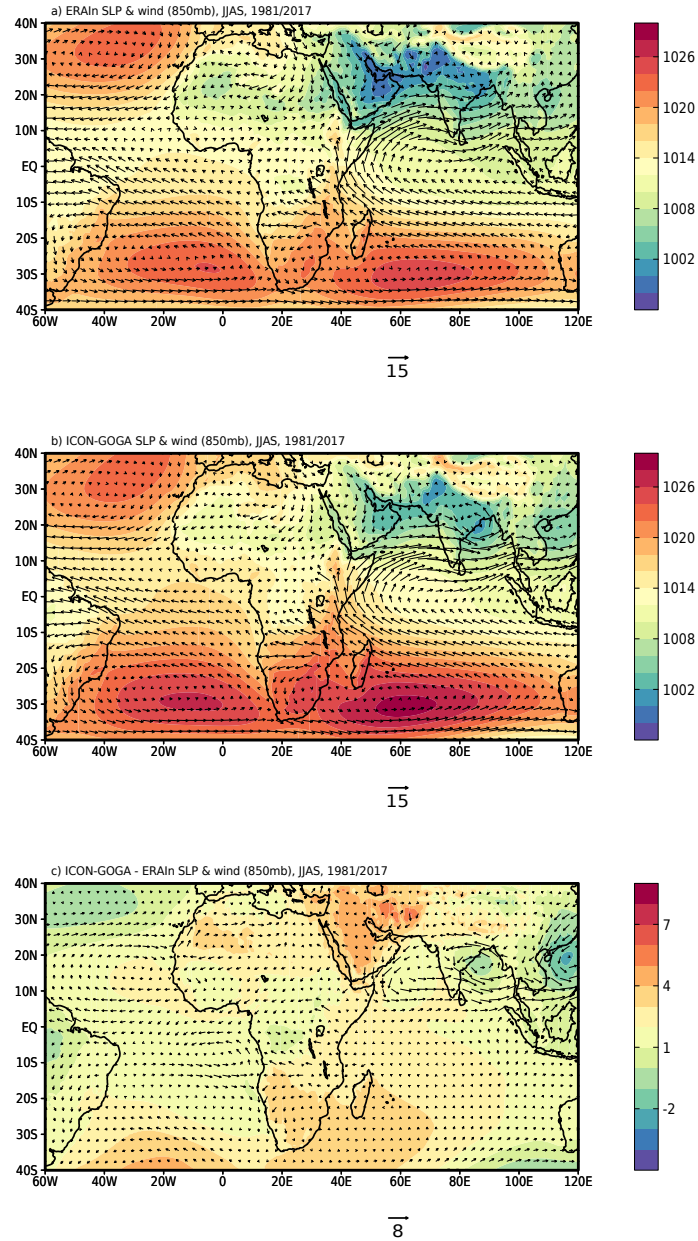 a) ERAIn SLP & wind (850mb), JJAS, 1981/2017
40N
30N
20N
10N
EQ
10S
20S
30S
40S
60W 40W 20W 0 20E 40E 60E 80E 100E 120E
1026
1020
1014
1008
1002
15
b) ICON-GOGA SLP & wind (850mb), JJAS, 1981/2017
40N
30N
20N
10N
EQ
10S
20S
30S
40S
60W 40W 20W 0 20E 40E 60E 80E 100E 120E
1026
1020
1014
1008
1002
15
c) ICON-GOGA - ERAIn SLP & wind (850mb), JJAS, 1981/2017
40N
30N
20N
10N
EQ
10S
20S
30S
40S
60W 40W 20W 0 20E 40E 60E 80E 100E 120E
7
4
1
-2
8